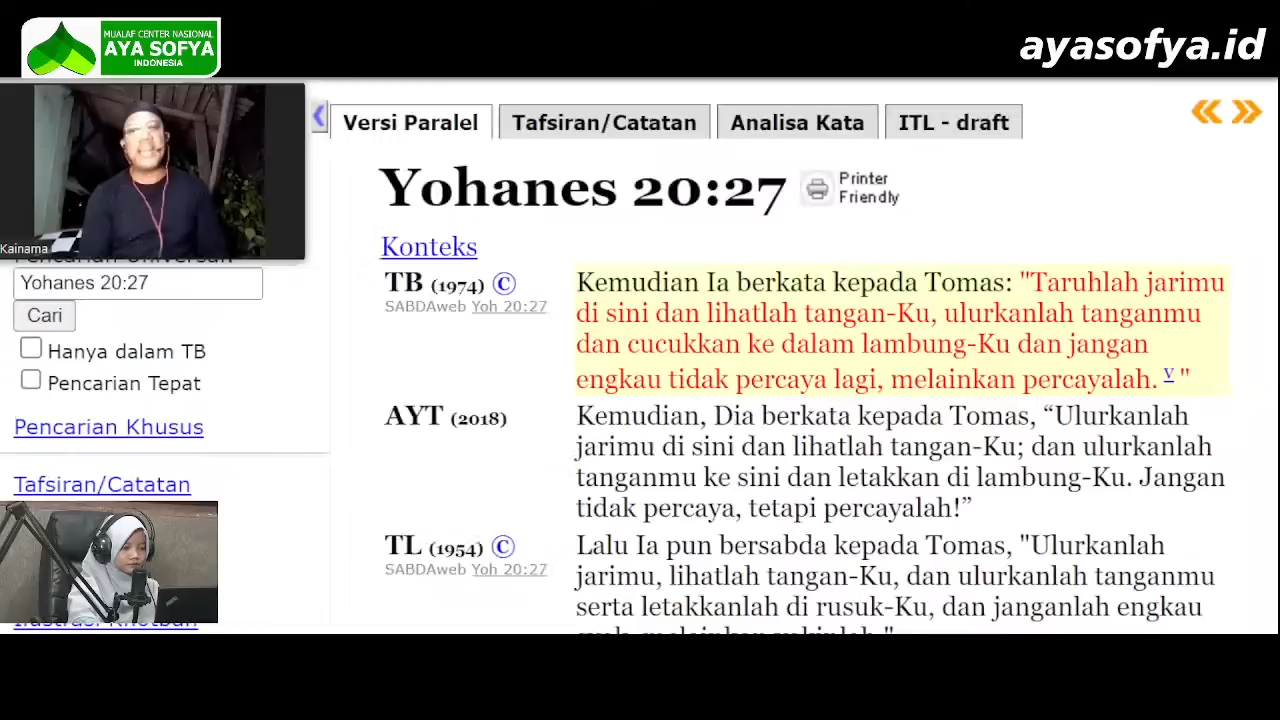 MUALAF CENTER NASIONAL
AYA SOFYA
INDONESIA
ayasofya.id
Kainama
Yohanes 20:27
Cari
Hanya dalam TB
Pencarian Tepat
Pencarian Khusus
Tafsiran/Catatan
Versi Paralel
Tafsiran/Catatan
Analisa Kata
ITL - draft
Yohanes 20:27
Printer
Friendly
Konteks
TB (1974) ©
SABDAweb Yoh 20:27
Kemudian Ia berkata kepada Tomas: "Taruhlah jarimu
di sini dan lihatlah tangan-Ku, ulurkanlah tanganmu
dan cucukkan ke dalam lambung-Ku dan jangan
engkau tidak percaya lagi, melainkan percayalah. v "
AYT (2018)
Kemudian, Dia berkata kepada Tomas, “Ulurkanlah
jarimu di sini dan lihatlah tangan-Ku; dan ulurkanlah
tanganmu ke sini dan letakkan di lambung-Ku. Jangan
tidak percaya, tetapi percayalah!”
TL (1954) ©
SABDAweb Yoh 20:27
Lalu Ia pun bersabda kepada Tomas, "Ulurkanlah
jarimu, lihatlah tangan-Ku, dan ulurkanlah tanganmu
serta letakkanlah di rusuk-Ku, dan janganlah engkau